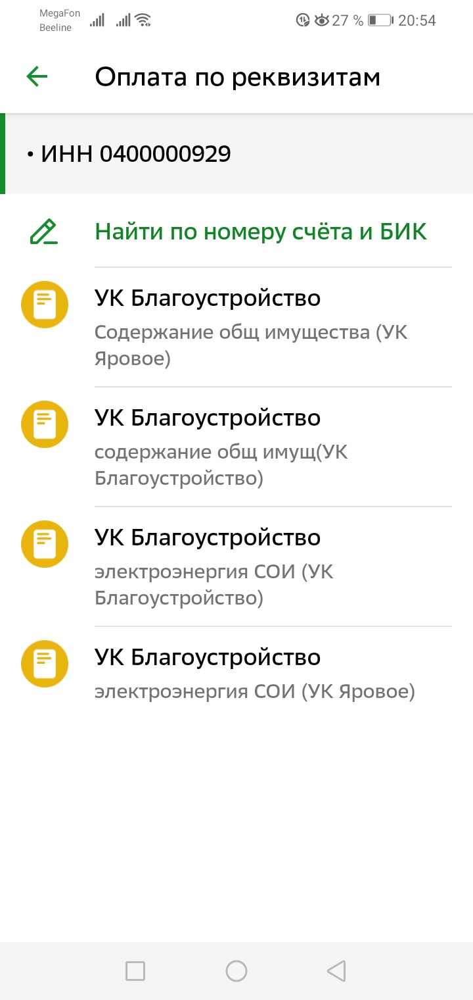 MegaFon
Beeline
27 %
20:54
Оплата по реквизитам
• ИНН 0400000929
Найти по номеру счёта и БИК
УК Благоустройство
Содержание общ имущества (УК
Яровое)
УК Благоустройство
содержание общ имущ(УК
Благоустройство)
УК Благоустройство
электроэнергия СОИ (УК
Благоустройство)
УК Благоустройство
электроэнергия СОИ (УК Яровое)